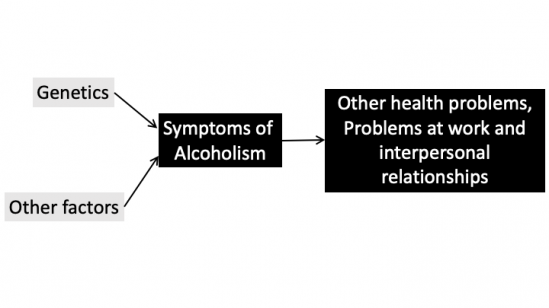 Genetics
Symptoms of
Alcoholism
Other factors
Other health problems,
Problems at work and
interpersonal
relationships